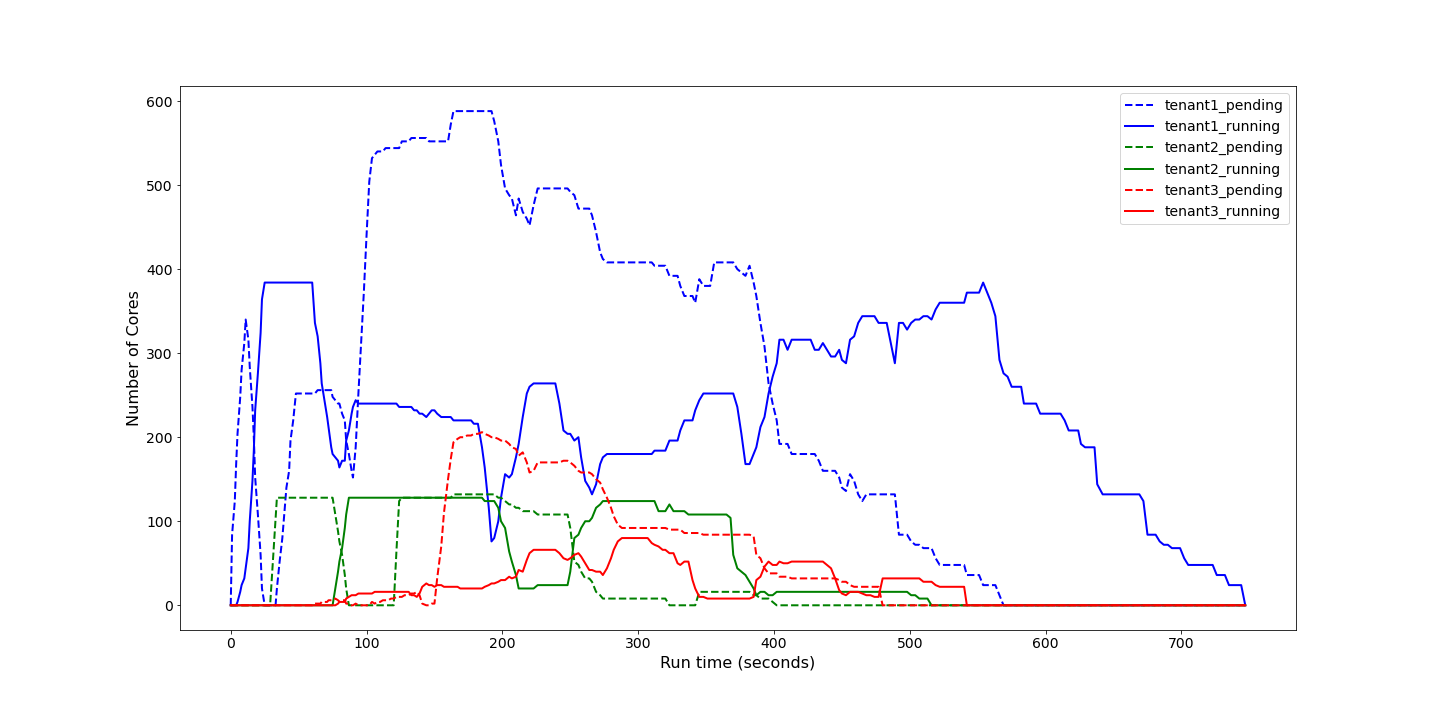 600
500
400
300
200
100
0
Number of Cores
0 100 200 300 400 500 600 700
Run time (seconds)
tenant1_pending
tenant1_running
tenant2_pending
tenant2_running
tenant3_pending
tenant3_running